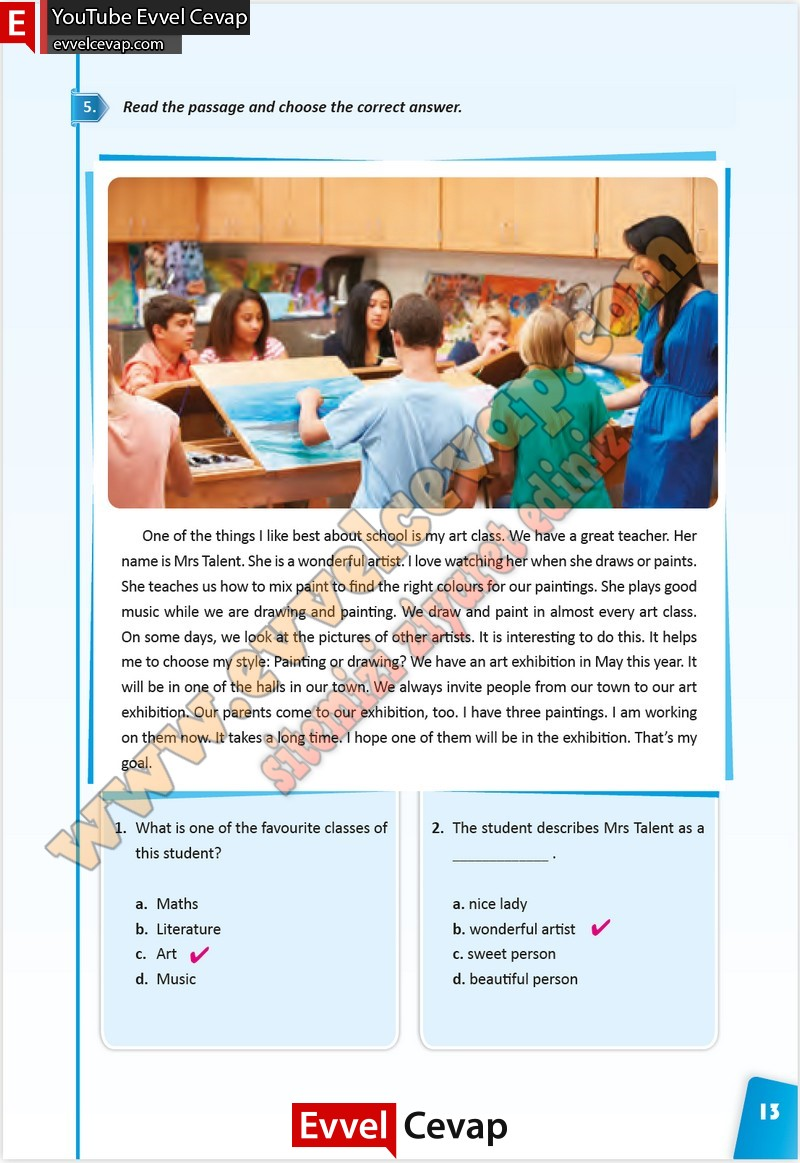 E
YouTube Evvel Cevap
evvelcevap.com
5.
Read the passage and choose the correct answer.
One of the things I like best about school is my art class. We have a great teacher. Her
name is Mrs Talent. She is a wonderful artist. I love watching her when she draws or paints.
She teaches us how to mix paint to find the right colours for our paintings. She plays good
music while we are drawing and painting. We draw and paint in almost every art class.
On some days, we look at the pictures of other artists. It is interesting to do this. It helps
me to choose my style: Painting or drawing? We have an art exhibition in May this year. It
will be in one of the halls in our town. We always invite people from our town to our art
exhibition. Our parents come to our exhibition, too. I have three paintings. I am working
on them now. It takes a long time. I hope one of them will be in the exhibition. That’s my
goal.
www.evvelcevap.com
sitemizi ziyaret ediniz
1. What is one of the favourite classes of
this student?
a. Maths
b. Literature
c. Art ✔
d. Music
2. The student describes Mrs Talent as a
____________ .
a. nice lady
b. wonderful artist ✔
c. sweet person
d. beautiful person
13
Evvel Cevap